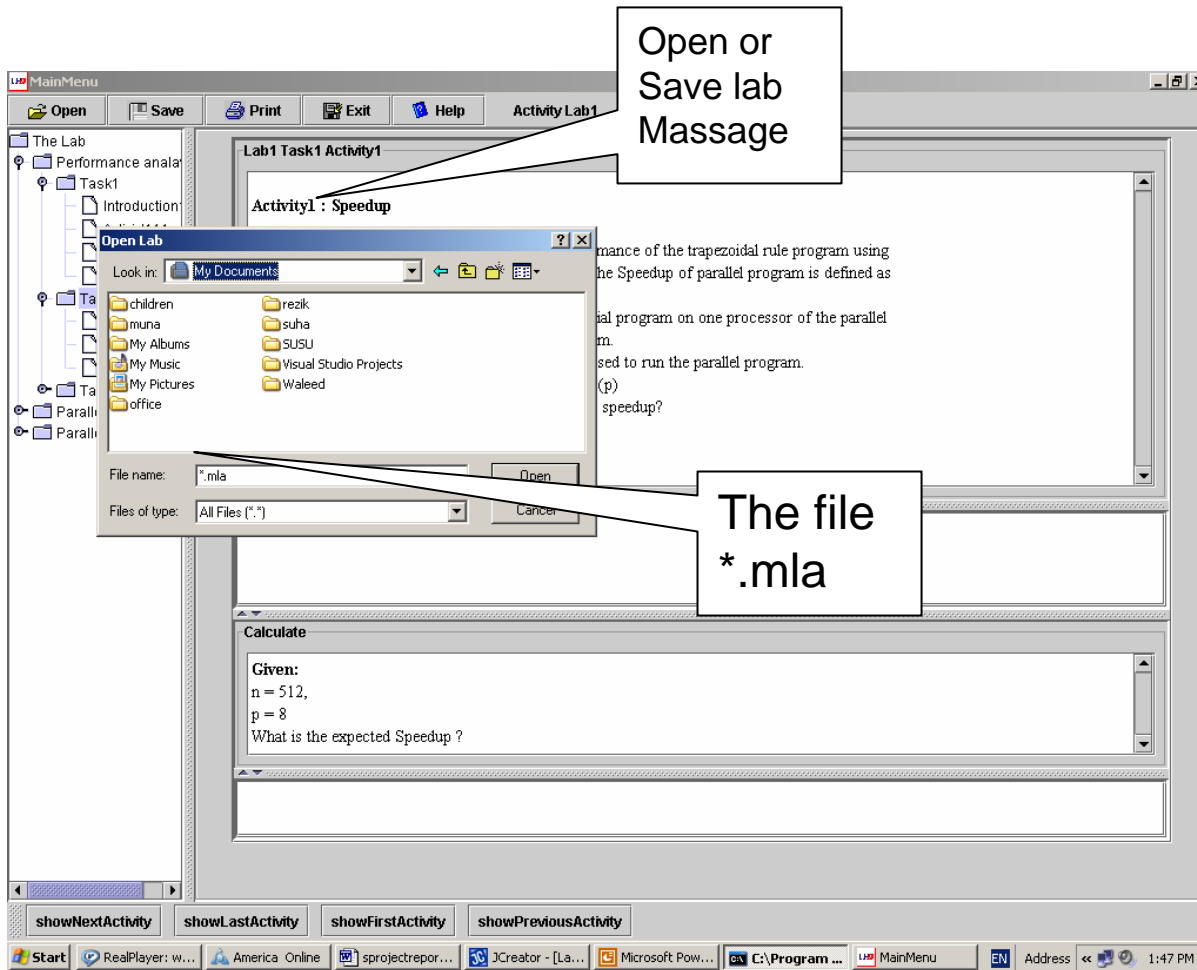 Open or
Save lab
Massage
MainMenu
Open Save Print Exit Help Activity Lab1
The Lab
Performance anala
Task1
Introduction
Ta
Ta
Parall
Parall
Lab1 Task1 Activity1
Activity1 : Speedup
mance of the trapezoidal rule program using
he Speedup of parallel program is defined as
ial program on one processor of the parallel
m.
sed to run the parallel program.
(p)
speedup?
Open Lab
Look in: My Documents
children rezik
muna suha
My Albums SUSU
My Music Visual Studio Projects
My Pictures Waleed
office
File name: *.mla Open
Files of type: All Files (*.*) Cancel
The file
*.mla
Calculate
Given:
n = 512,
p = 8
What is the expected Speedup ?
showNextActivity showLastActivity showFirstActivity showPreviousActivity
Start RealPlayer: w... America Online sprojectrepor... JCreator - [La... Microsoft Pow... C:\Program ... MainMenu EN Address « 1:47 PM